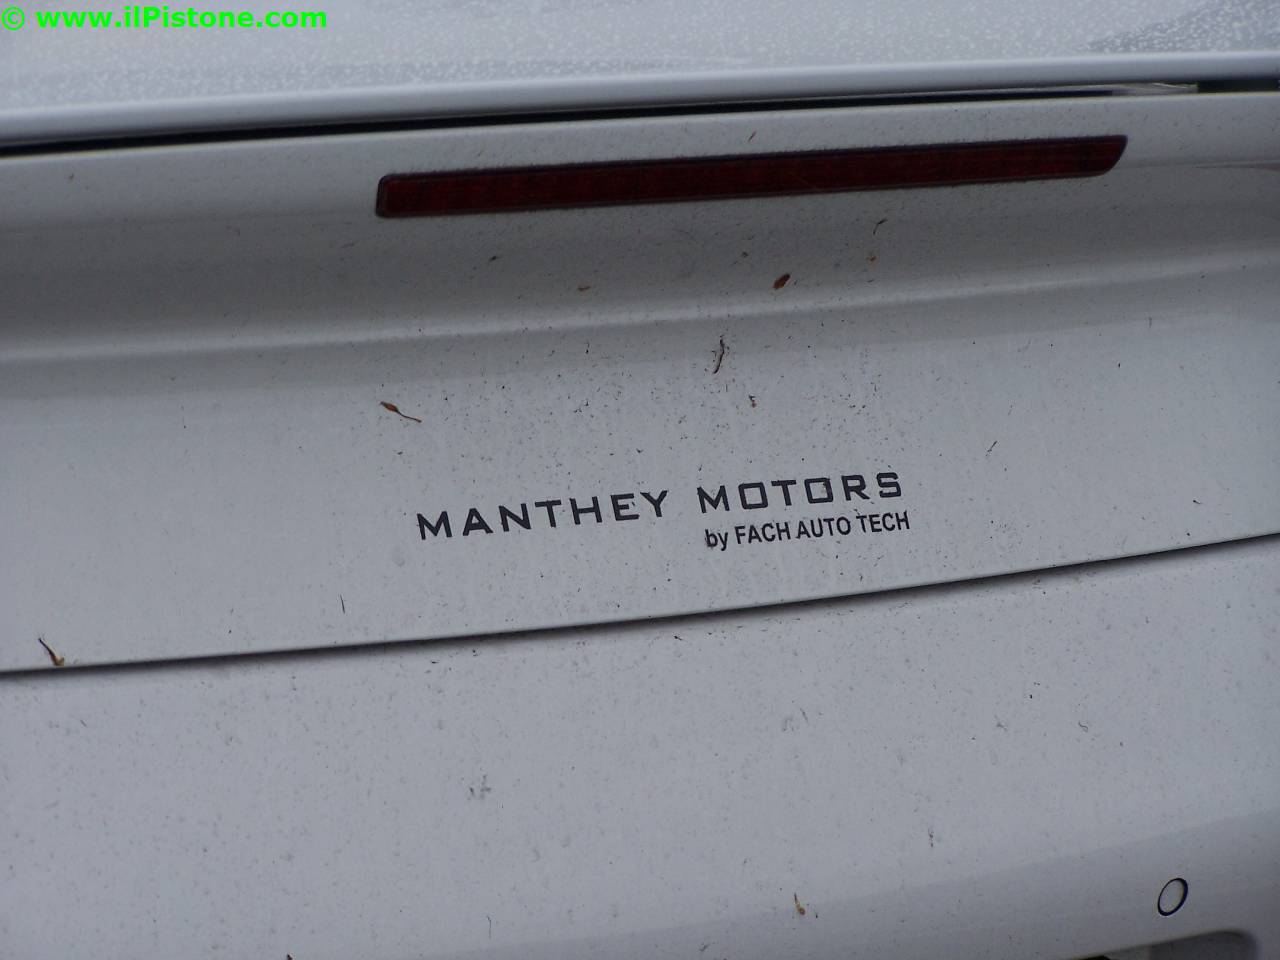 © www.ilPistone.com
MANTHEY MOTORS
by FACH AUTO TECH